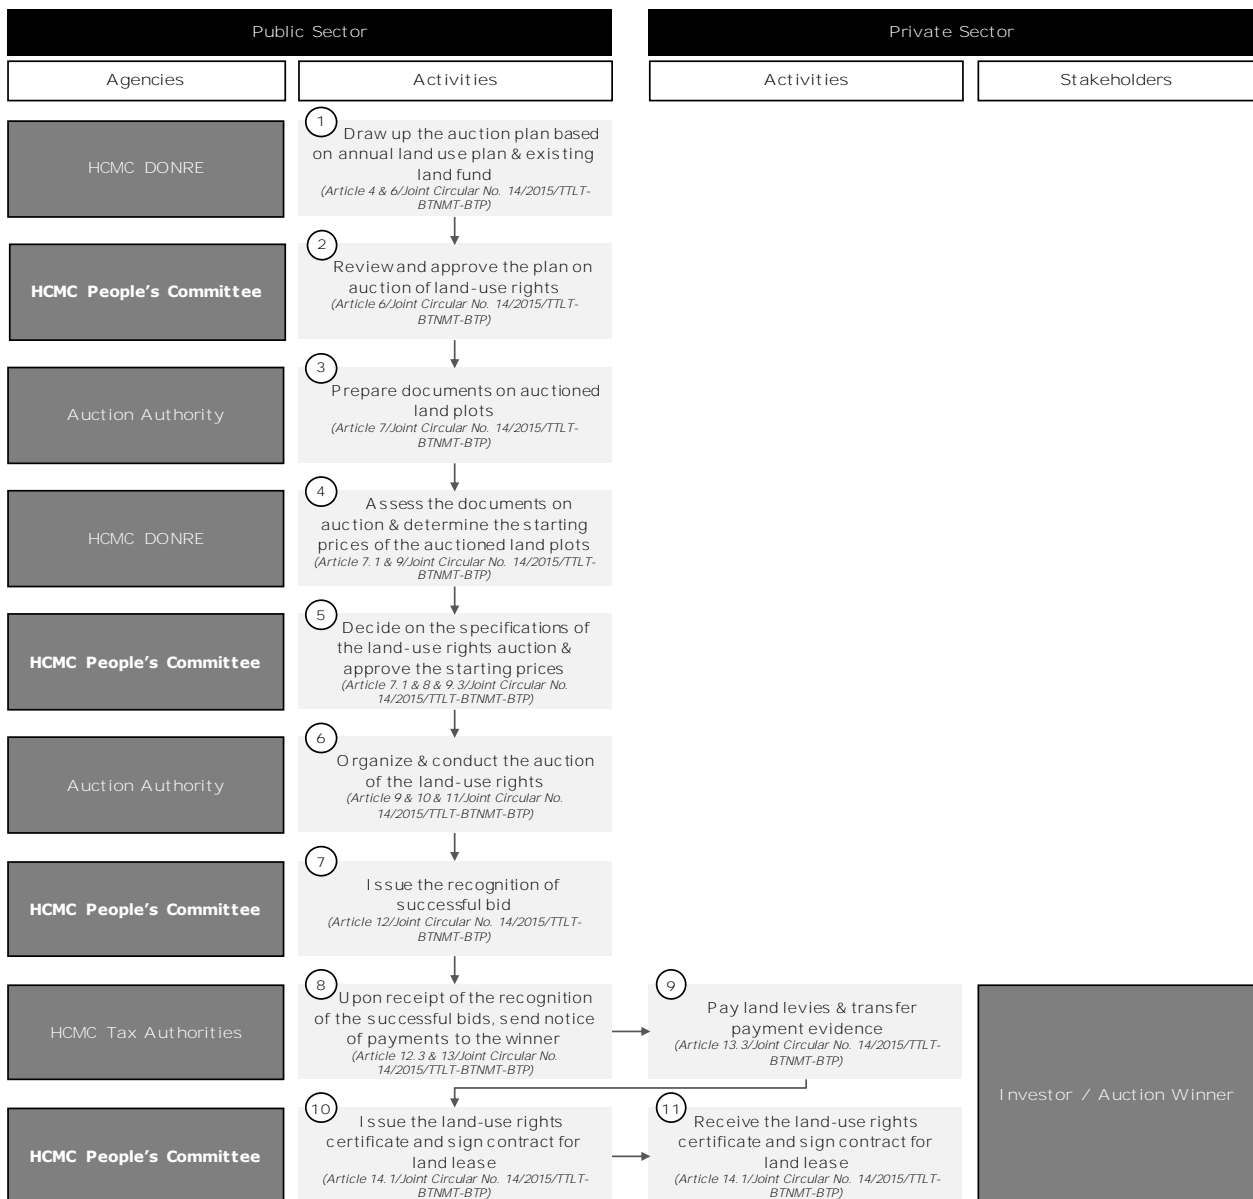 Public Sector
Private Sector
Agencies
Activities
Activities
Stakeholders
HCMC DONRE
1
Draw up the auction plan based
on annual land use plan & existing
land fund
(Article 4 & 6/Joint Circular No. 14/2015/TTLT-
BTNMT-BTP)
HCMC People's Committee
2
Review and approve the plan on
auction of land-use rights
(Article 6/Joint Circular No. 14/2015/TTLT-
BTNMT-BTP)
Auction Authority
3
Prepare documents on auctioned
land plots
(Article 7/Joint Circular No. 14/2015/TTLT-
BTNMT-BTP)
HCMC DONRE
4
Assess the documents on
auction & determine the starting
prices of the auctioned land plots
(Article 7.1 & 9/Joint Circular No. 14/2015/TTLT-
BTNMT-BTP)
HCMC People's Committee
5
Decide on the specifications of
the land-use rights auction &
approve the starting prices
(Article 7.1 & 8 & 9.3/Joint Circular No.
14/2015/TTLT-BTNMT-BTP)
Auction Authority
6
Organize & conduct the auction
of the land-use rights
(Article 9 & 10 & 11/Joint Circular No.
14/2015/TTLT-BTNMT-BTP)
HCMC People's Committee
7
Issue the recognition of
successful bid
(Article 12/Joint Circular No. 14/2015/TTLT-
BTNMT-BTP)
HCMC Tax Authorities
8
Upon receipt of the recognition
of the successful bids, send notice
of payments to the winner
(Article 12.3 & 13/Joint Circular No.
14/2015/TTLT-BTNMT-BTP)
9
Pay land levies & transfer
payment evidence
(Article 13.3/Joint Circular No. 14/2015/TTLT-
BTNMT-BTP)
Investor / Auction Winner
HCMC People's Committee
10
Issue the land-use rights
certificate and sign contract for
land lease
(Article 14.1/Joint Circular No. 14/2015/TTLT-
BTNMT-BTP)
11
Receive the land-use rights
certificate and sign contract for
land lease
(Article 14.1/Joint Circular No. 14/2015/TTLT-
BTNMT-BTP)